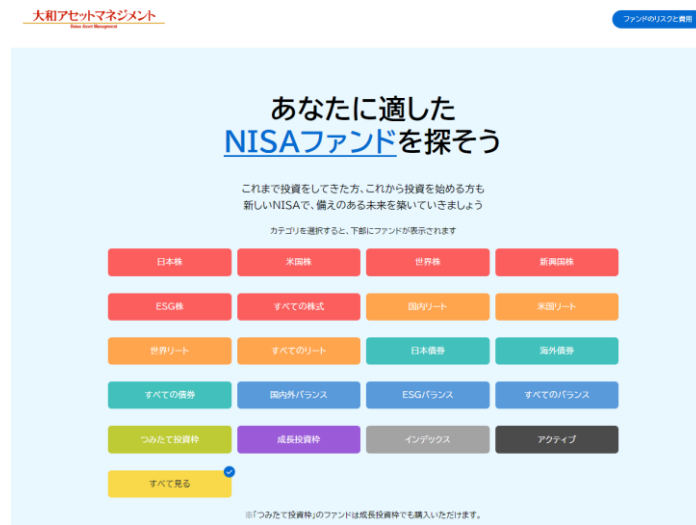 大和アセットマネジメント
Daiwa Asset Management
ファンドのリスクと費用
あなたに適した
NISAファンドを探そう
これまで投資をしてきた方、これから投資を始める方も
新しいNISAで、備えのある未来を築いていきましょう
カテゴリを選択すると、下部にファンドが表示されます
日本株 米国株 世界株 新興国株
ESG株 すべての株式 国内リート 米国リート
世界リート すべてのリート 日本債券 海外債券
すべての債券 国内外バランス ESGバランス すべてのバランス
つみたて投資枠 成長投資枠 インデックス アクティブ
すべて見る
※「つみたて投資枠」のファンドは成長投資枠でも購入いただけます。